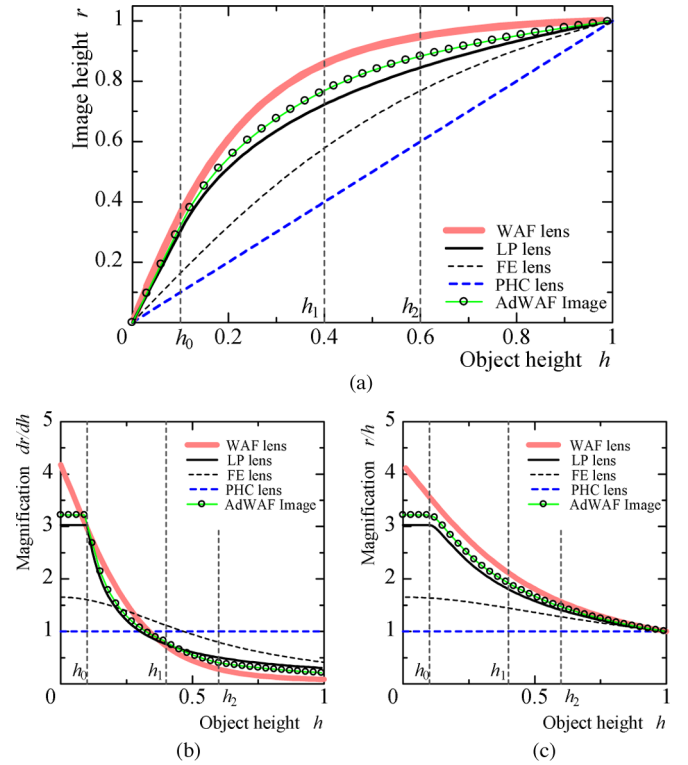 Image height r
1
0.8
0.6
0.4
0.2
0
0.2
0.4
0.6
0.8
1
h0
h1
h2
WAF lens
LP lens
FE lens
PHC lens
AdWAF Image
Object height h
(a)
Magnification dr/dh
5
4
3
2
1
0
0.5
1
h0
h1
h2
WAF lens
LP lens
FE lens
PHC lens
AdWAF Image
Object height h
(b)
Magnification r/h
5
4
3
2
1
0
0.5
1
h0
h1
h2
WAF lens
LP lens
FE lens
PHC lens
AdWAF Image
Object height h
(c)